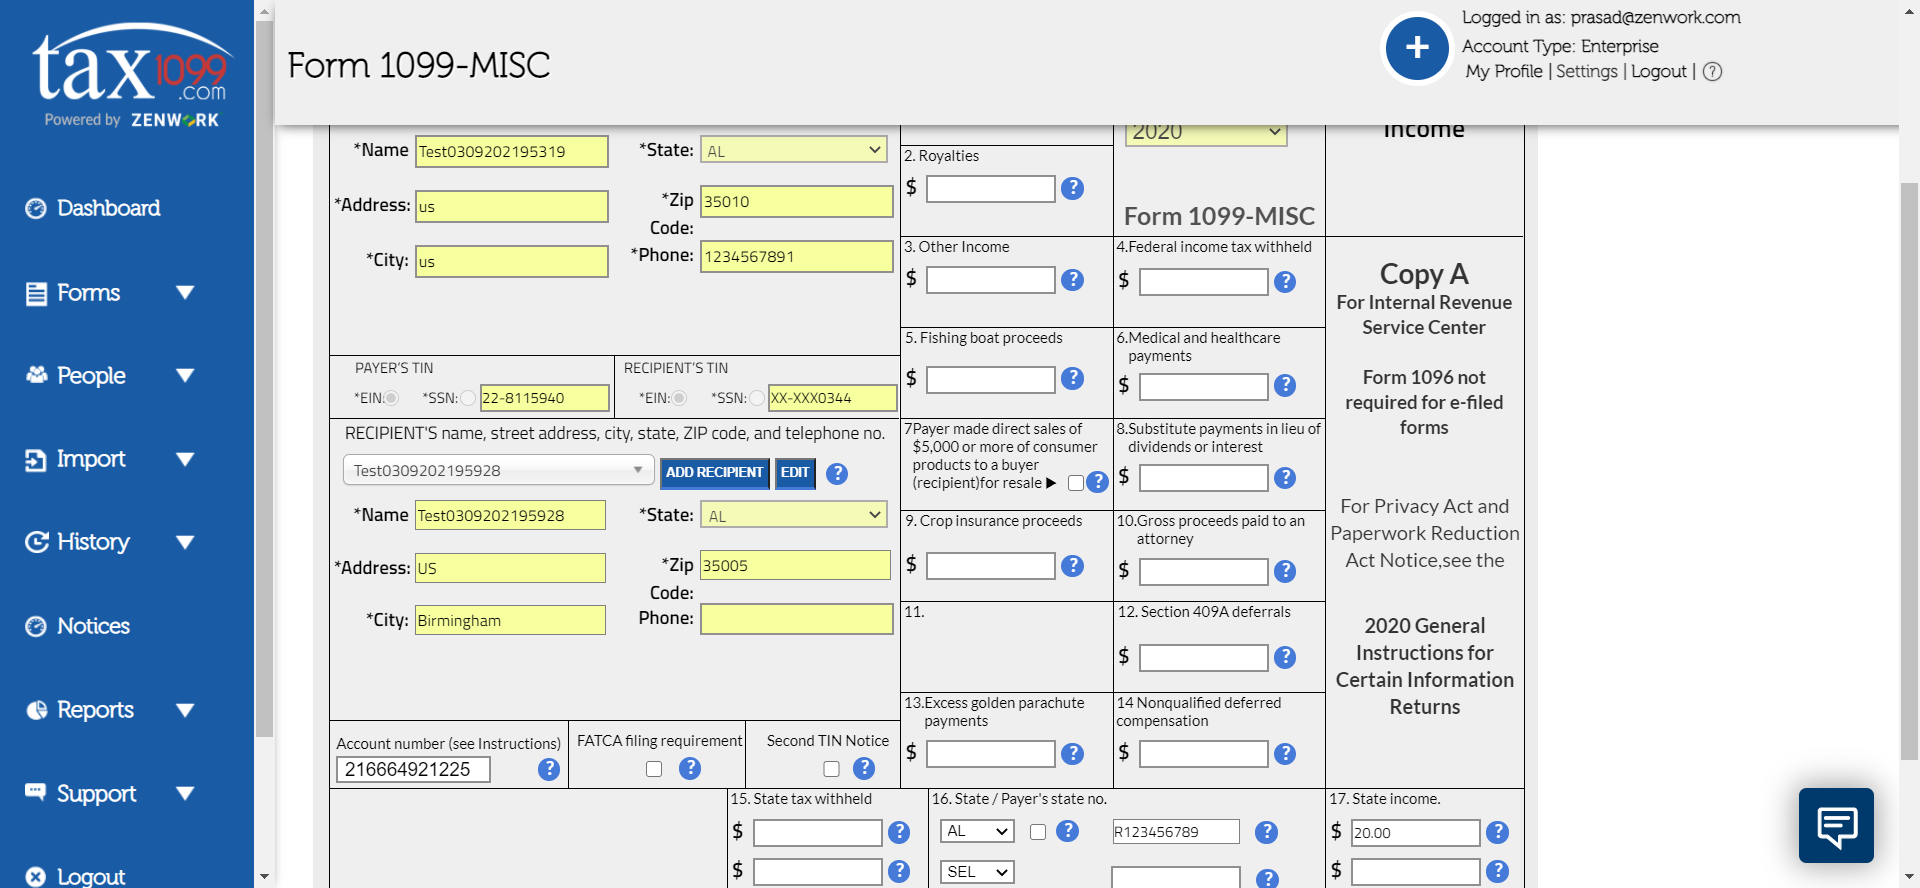 tax1099
.com
Powered by ZENWORK
Dashboard
Forms
People
Import
History
Notices
Reports
Support
Logout
Form 1099-MISC
Logged in as: prasad@zenwork.com
Account Type: Enterprise
My Profile | Settings | Logout | ?
*Name Test0309202195319
*State: AL
*Address: us
*Zip Code: 35010
*City: us
*Phone: 1234567891
PAYER'S TIN
*EIN: *SSN: 22-8115940
RECIPIENT'S TIN
*EIN: *SSN: XX-XXX0344
RECIPIENT'S name, street address, city, state, ZIP code, and telephone no.
Test0309202195928 ADD RECIPIENT EDIT ?
*Name Test0309202195928
*State: AL
*Address: US
*Zip Code: 35005
*City: Birmingham
Phone:
Account number (see Instructions)
216664921225 ?
FATCA filing requirement
?
Second TIN Notice
?
2. Royalties
$ ?
3. Other Income
$ ?
5. Fishing boat proceeds
$ ?
7Payer made direct sales of
$5,000 or more of consumer
products to a buyer
(recipient)for resale ▶ ?
9. Crop insurance proceeds
$ ?
11.
13.Excess golden parachute
payments
$ ?
2020
Form 1099-MISC
4.Federal income tax withheld
$ ?
6.Medical and healthcare
payments
$ ?
8.Substitute payments in lieu of
dividends or interest
$ ?
10.Gross proceeds paid to an
attorney
$ ?
12. Section 409A deferrals
$ ?
14 Nonqualified deferred
compensation
$ ?
Income
Copy A
For Internal Revenue
Service Center
Form 1096 not
required for e-filed
forms
For Privacy Act and
Paperwork Reduction
Act Notice,see the
2020 General
Instructions for
Certain Information
Returns
15. State tax withheld
$ ?
$ ?
16. State / Payer's state no.
AL ? R123456789 ?
SEL ?
17. State income.
$ 20.00 ?
$ ?